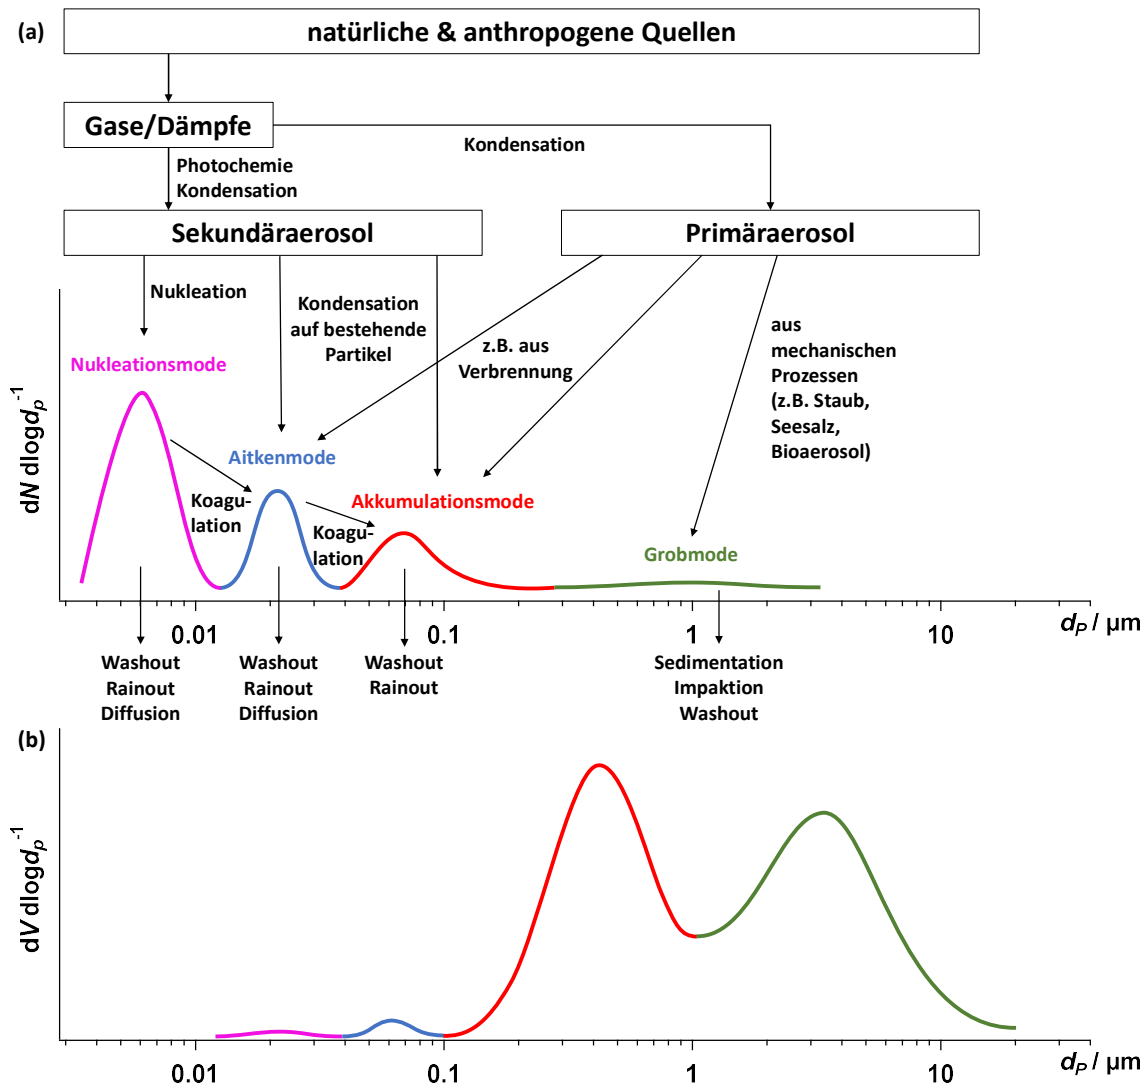 (a)
natürliche & anthropogene Quellen
Gase/Dämpfe
Kondensation
Photochemie
Kondensation
Sekundäraerosol
Primäraerosol
Nukleation
Kondensation
auf bestehende
Partikel
z.B. aus
Verbrennung
aus
mechanischen
Prozessen
(z.B. Staub,
Seesalz,
Bioaerosol)
Nukleationsmode
Aitkenmode
Akkumulationsmode
Grobmode
Koagu-
lation
Koagu-
lation
dN dlogdp-1
0.01
0.1
1
10
dP / µm
Washout
Rainout
Diffusion
Washout
Rainout
Diffusion
Washout
Rainout
Sedimentation
Impaktion
Washout
(b)
dV dlogdp-1
0.01
0.1
1
10
dP / µm